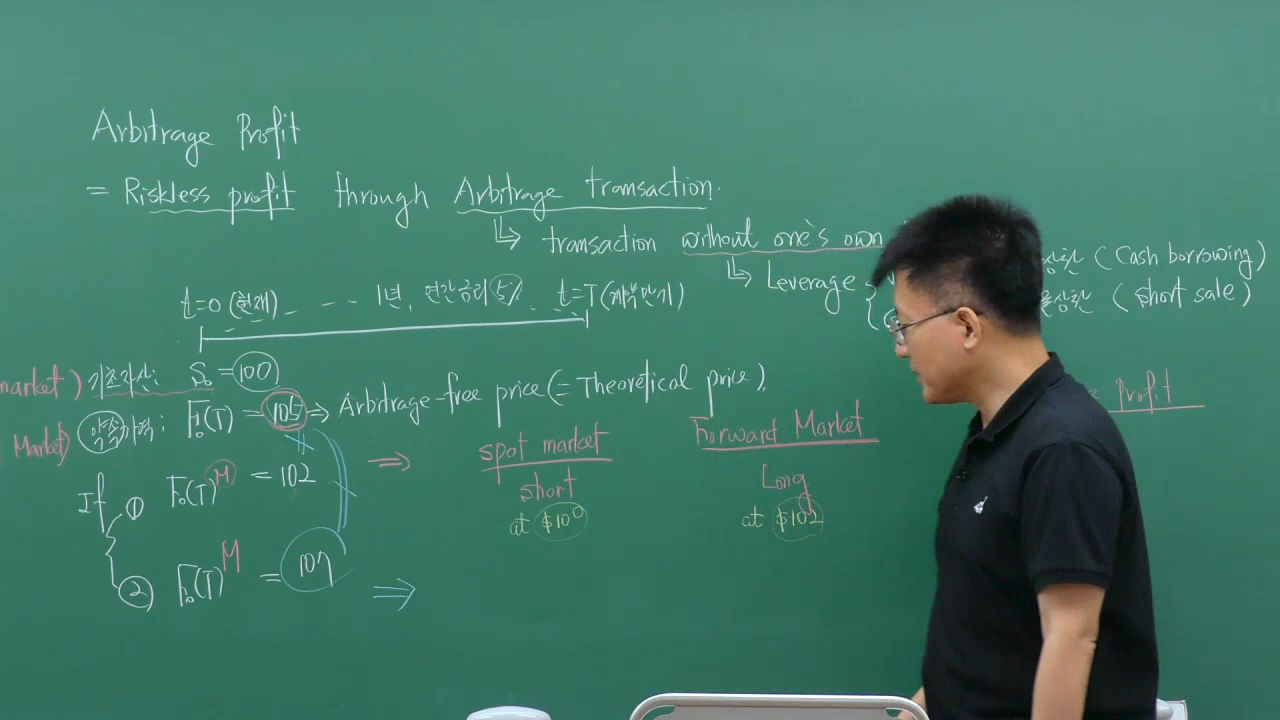 Arbitrage Profit
= Riskless profit through Arbitrage transaction.
↳ transaction without one's own
↳ Leverage
(Cash borrowing)
(short sale)
t=0 (현재) - - - 1년, 연간금리 5% . t=T(계약만기)
market) 기초자산: S₀ = 100
Market) 약속가격: F₀(T) = 105 ⇒ Arbitrage-free price (= Theoretical price),
profit
spot market Forward Market
If ① F₀(T)ᴹ = 102 ⇒ short Long
at $100 at $102
② F₀(T)ᴹ = 107 ⇒